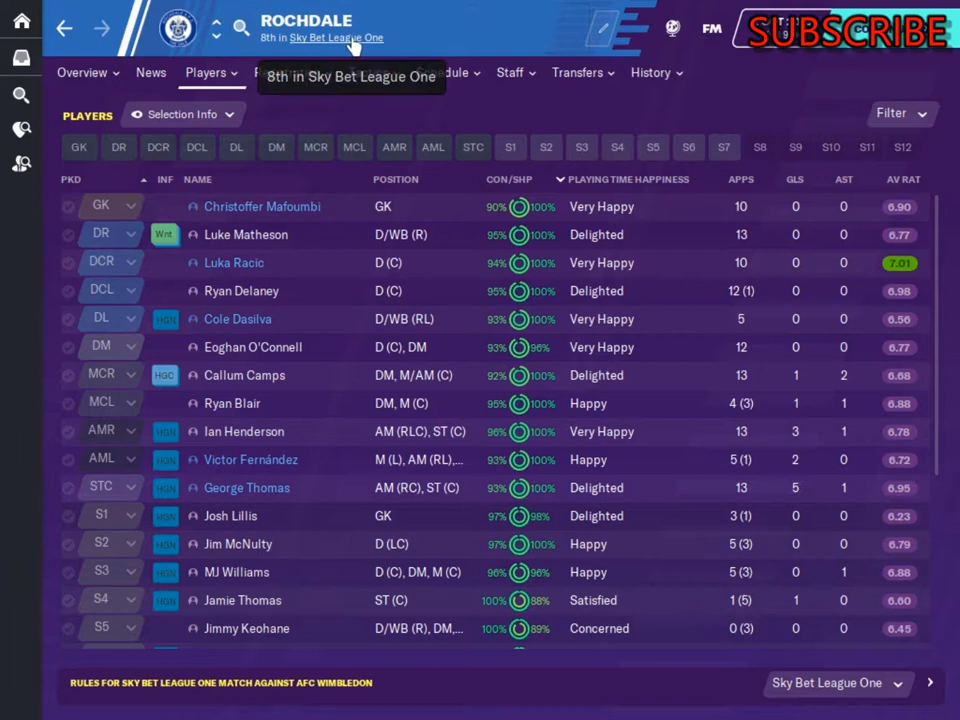 ROCHDALE
8th in Sky Bet League One
FM
SUBSCRIBE
Overview News Players Staff Transfers History
8th in Sky Bet League One
PLAYERS Selection Info Filter
GK DR DCR DCL DL DM MCR MCL AMR AML STC S1 S2 S3 S4 S5 S6 S7 S8 S9 S10 S11 S12
PKD INF NAME POSITION CON/SHP PLAYING TIME HAPPINESS APPS GLS AST AV RAT
GK Christoffer Mafoumbi GK 90% 100% Very Happy 10 0 0 6.90
DR Wnt Luke Matheson D/WB (R) 95% 100% Delighted 13 0 0 6.77
DCR Luka Racic D (C) 94% 100% Very Happy 10 0 0 7.01
DCL Ryan Delaney D (C) 95% 100% Delighted 12 (1) 0 0 6.98
DL HGN Cole Dasilva D/WB (RL) 93% 100% Very Happy 5 0 0 6.56
DM Eoghan O'Connell D (C), DM 93% 96% Very Happy 12 0 0 6.77
MCR HGC Callum Camps DM, M/AM (C) 92% 100% Delighted 13 1 2 6.68
MCL Ryan Blair DM, M (C) 95% 100% Happy 4 (3) 1 1 6.88
AMR HGN Ian Henderson AM (RLC), ST (C) 96% 100% Very Happy 13 3 1 6.78
AML HGN Victor Fernández M (L), AM (RL),... 93% 100% Happy 5 (1) 2 0 6.72
STC HGN George Thomas AM (RC), ST (C) 93% 100% Delighted 13 5 1 6.95
S1 HGN Josh Lillis GK 97% 98% Delighted 3 (1) 0 0 6.23
S2 HGN Jim McNulty D (LC) 97% 100% Happy 5 (3) 0 0 6.79
S3 HGN MJ Williams D (C), DM, M (C) 96% 96% Happy 5 (3) 0 1 6.88
S4 HGN Jamie Thomas ST (C) 100% 88% Satisfied 1 (5) 1 0 6.60
S5 Jimmy Keohane D/WB (R), DM,... 100% 89% Concerned 0 (3) 0 0 6.45
RULES FOR SKY BET LEAGUE ONE MATCH AGAINST AFC WIMBLEDON Sky Bet League One